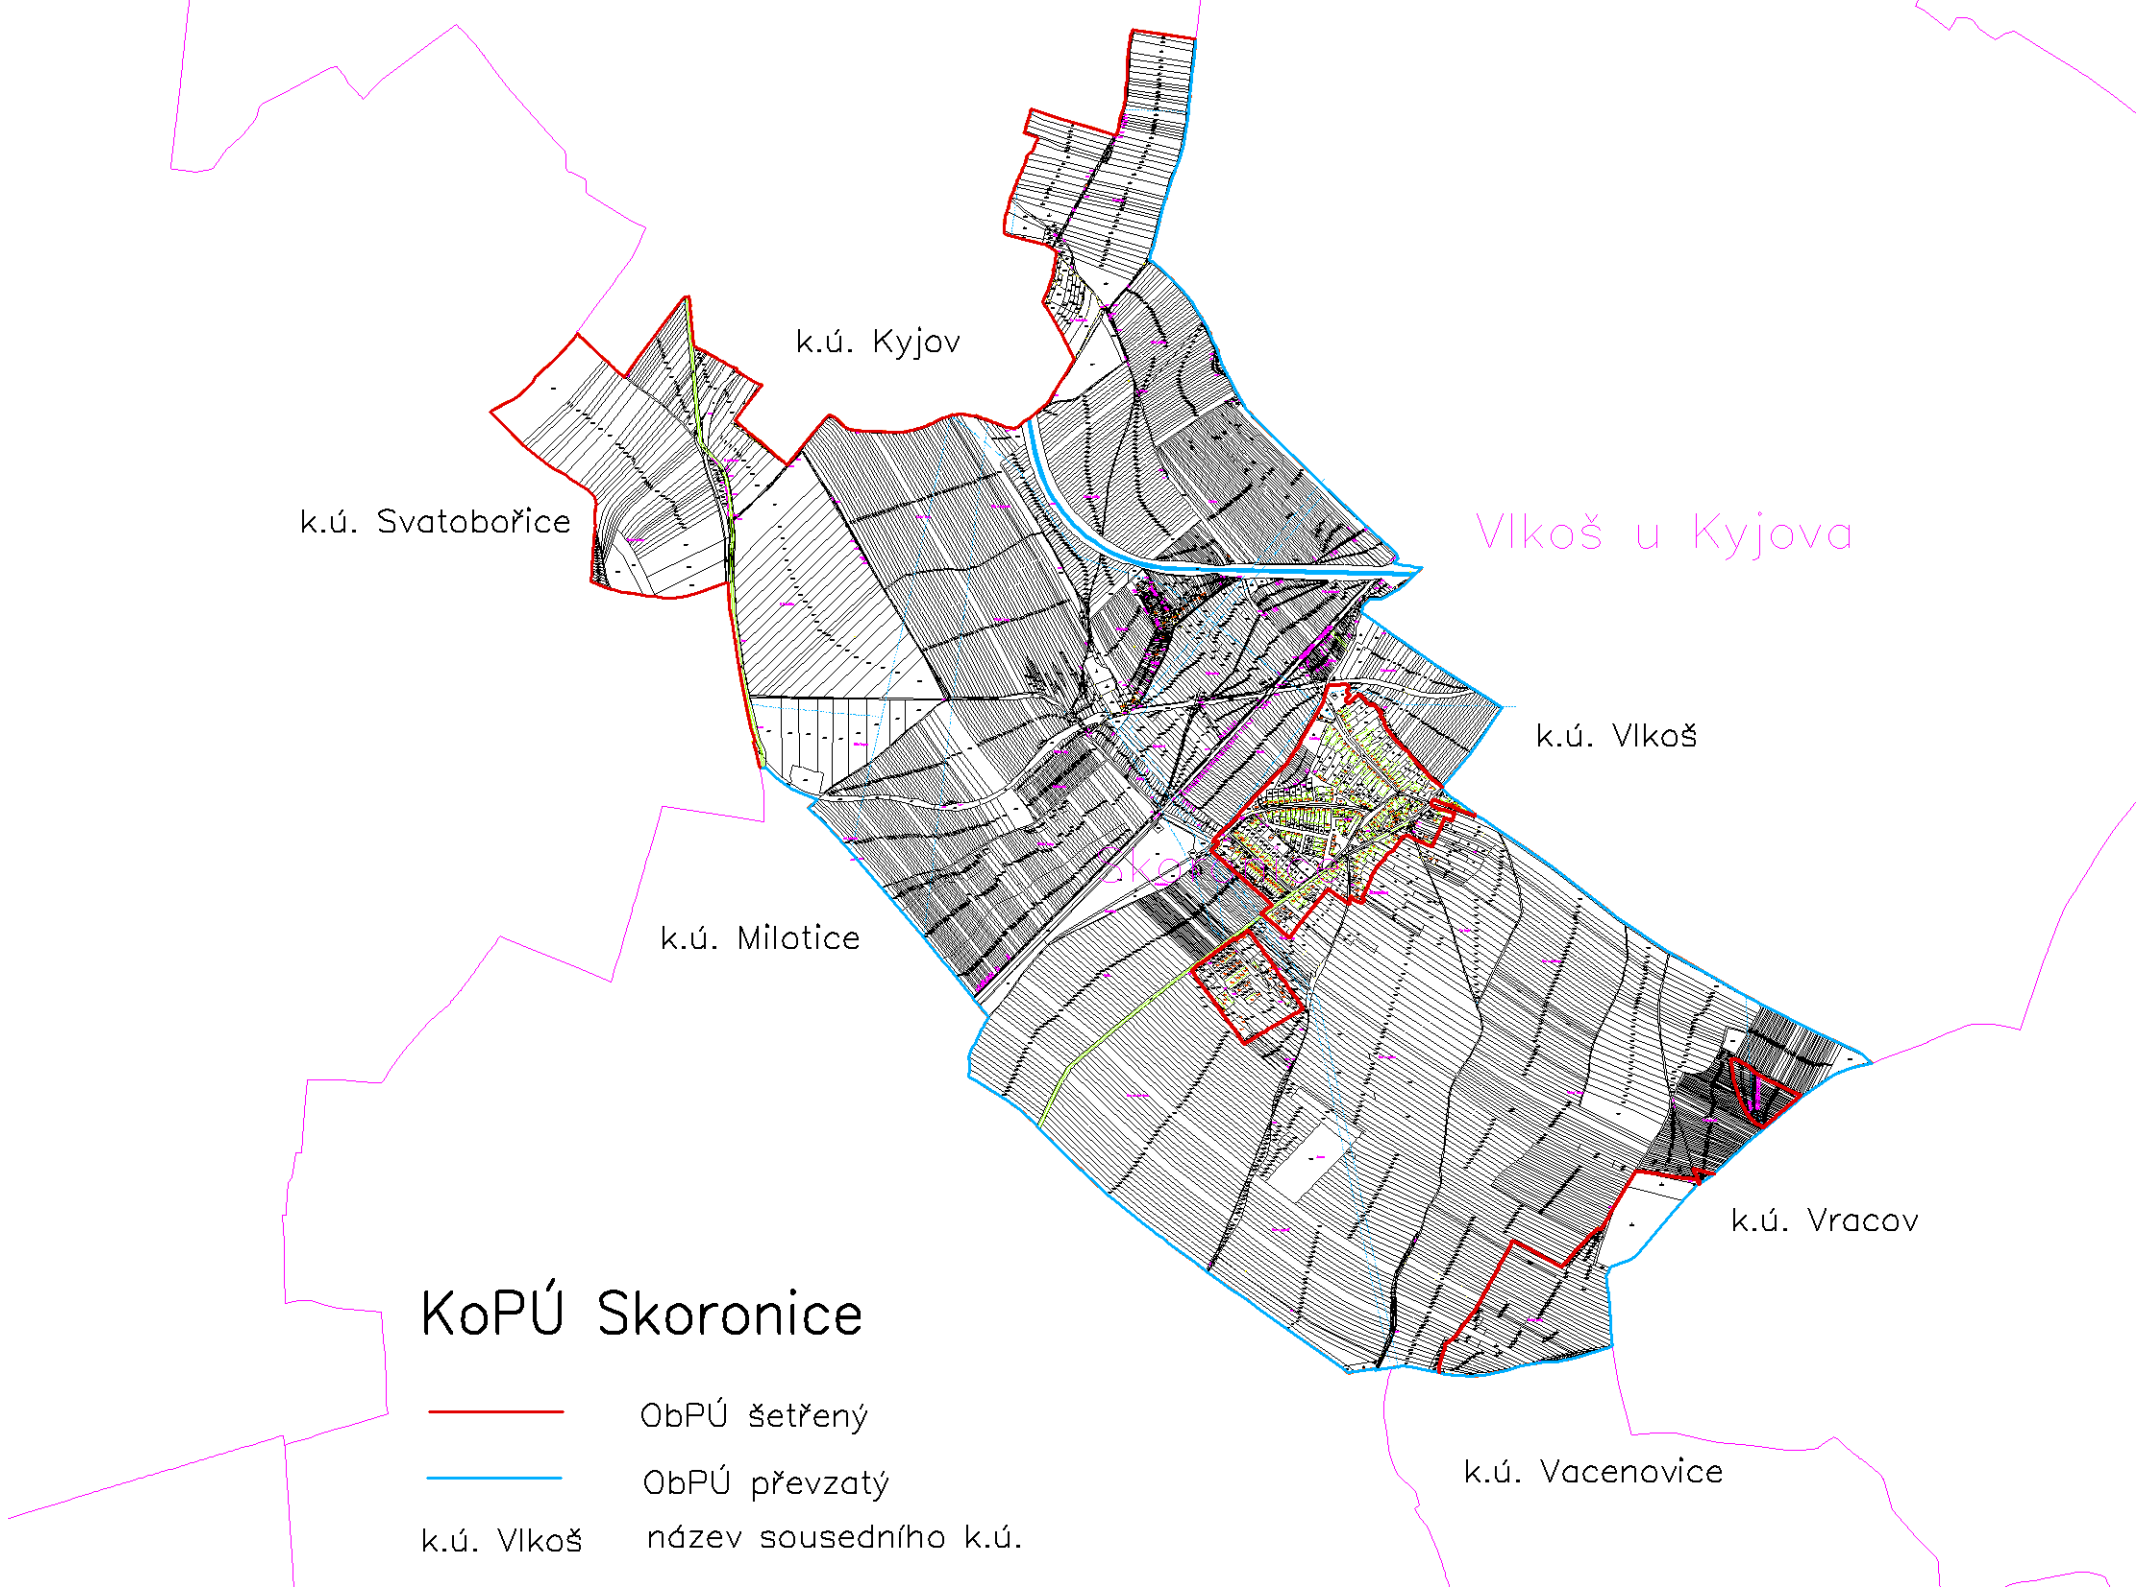 k.ú. Kyjov
k.ú. Svatobořice
Vlkoš u Kyjova
k.ú. Vlkoš
k.ú. Milotice
k.ú. Vracov
KoPÚ Skoronice
ObPÚ šetřený
k.ú. Vacenovice
ObPÚ převzatý
k.ú. Vlkoš název sousedního k.ú.